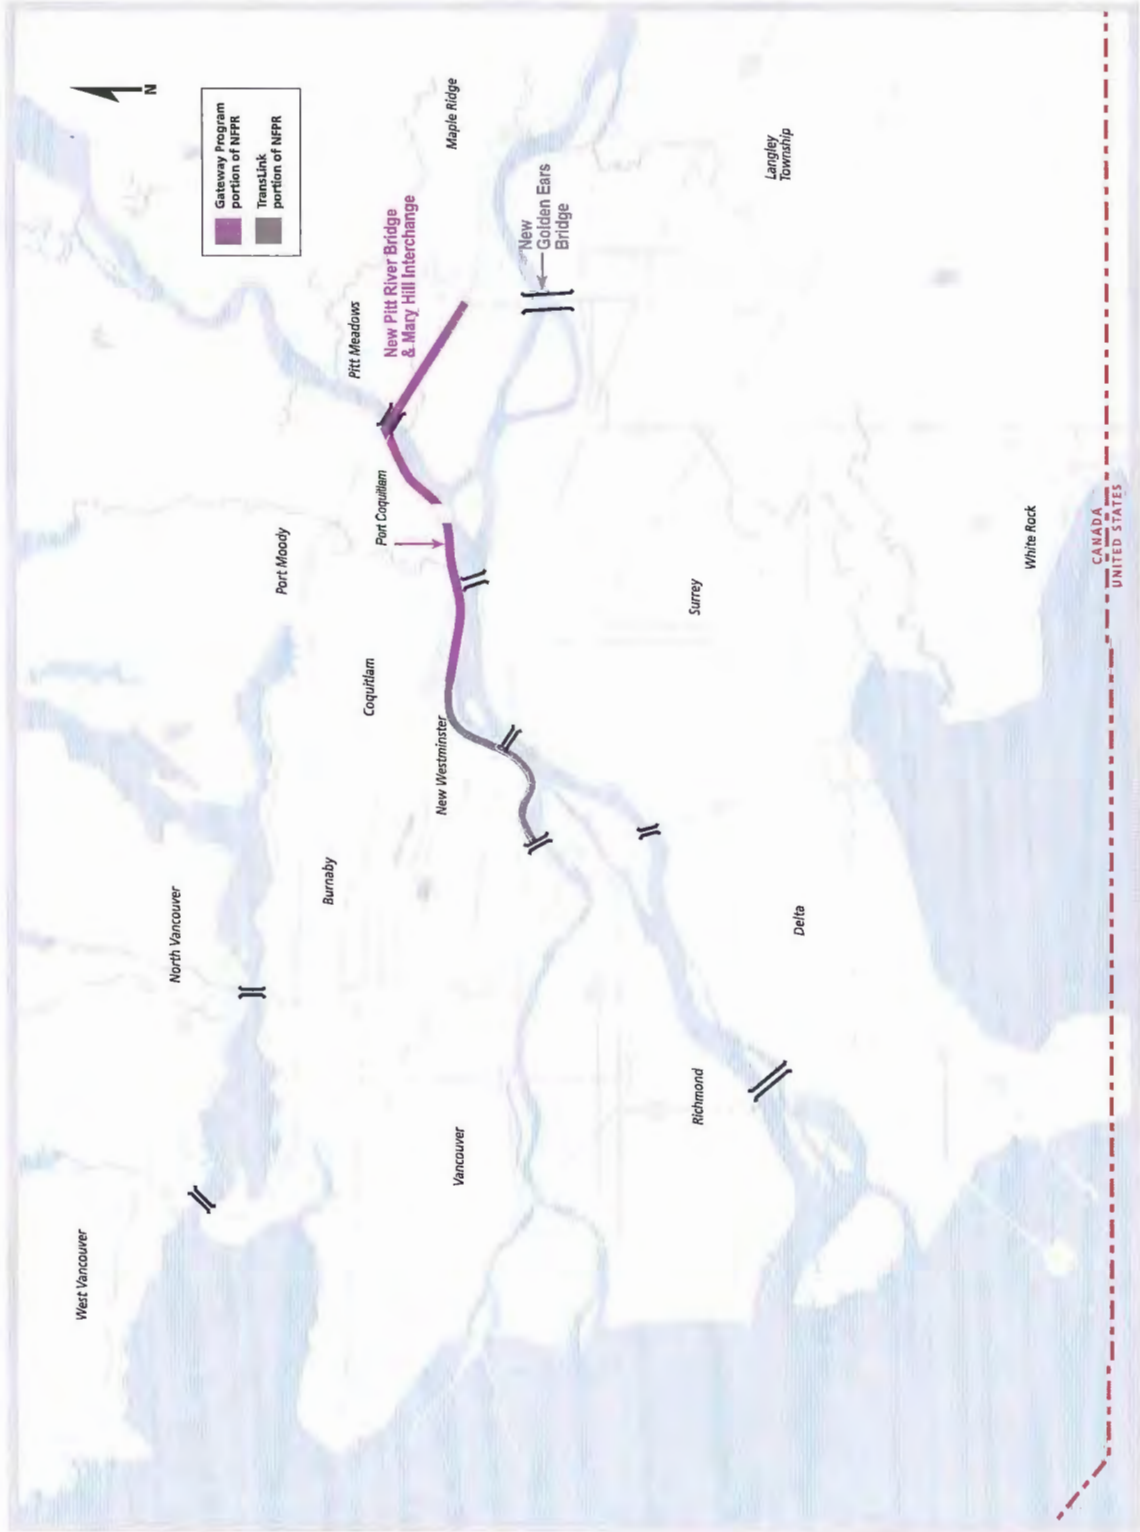 N
Gateway Program
portion of NFPR
TransLink
portion of NFPR
West Vancouver
North Vancouver
Port Moody
Pitt Meadows
Maple Ridge
New Pitt River Bridge
& Mary Hill Interchange
Burnaby
Coquitlam
Port Coquitlam
Vancouver
New Westminster
New
Golden Ears
Bridge
Richmond
Surrey
Langley
Township
Delta
White Rock
CANADA
UNITED STATES